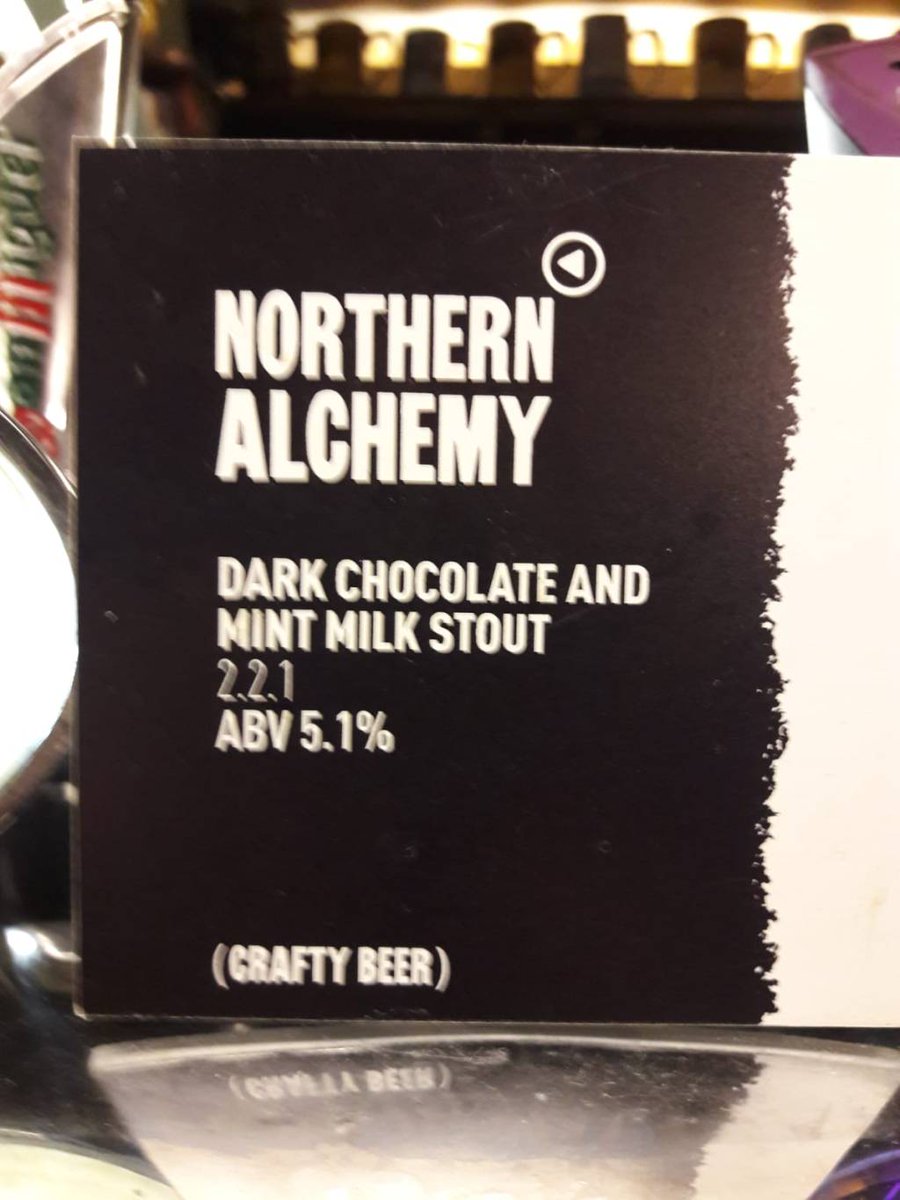 NORTHERN
ALCHEMY
DARK CHOCOLATE AND
MINT MILK STOUT
2.2.1
ABV 5.1%
(CRAFTY BEER)